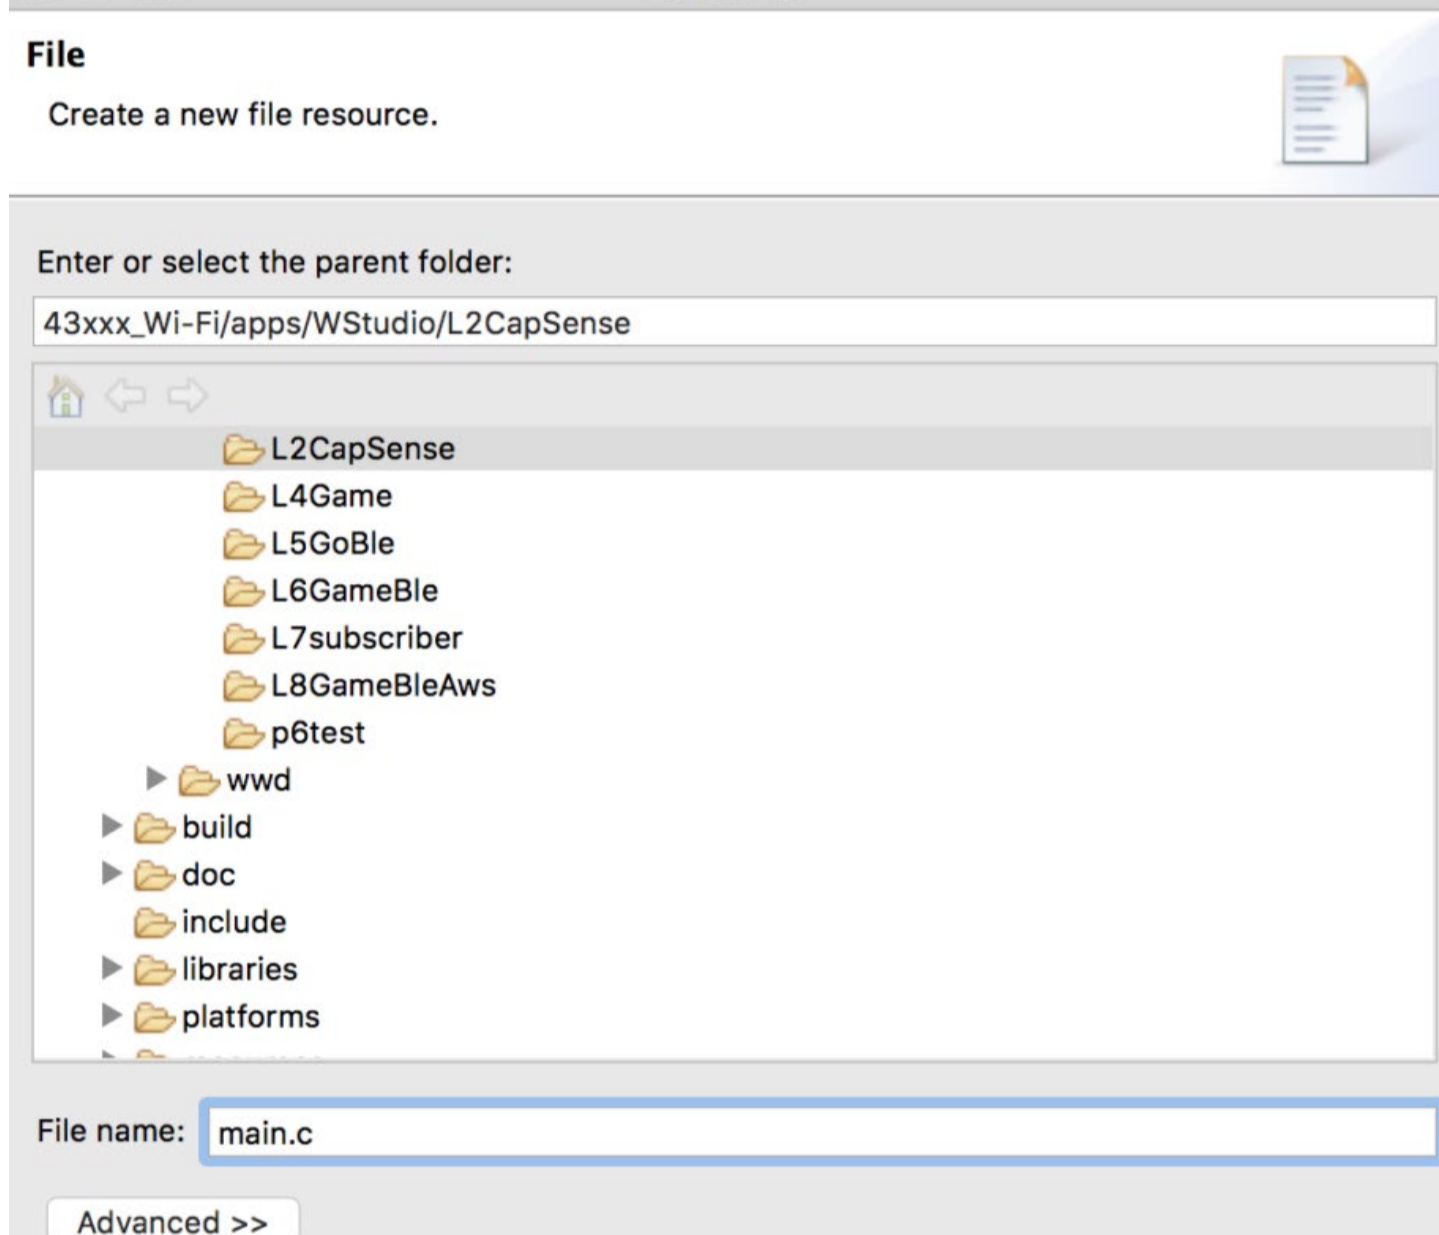 File
Create a new file resource.
Enter or select the parent folder:
43xxx_Wi-Fi/apps/WStudio/L2CapSense
L2CapSense
L4Game
L5GoBle
L6GameBle
L7subscriber
L8GameBleAws
p6test
wwd
build
doc
include
libraries
platforms
File name: main.c
Advanced >>